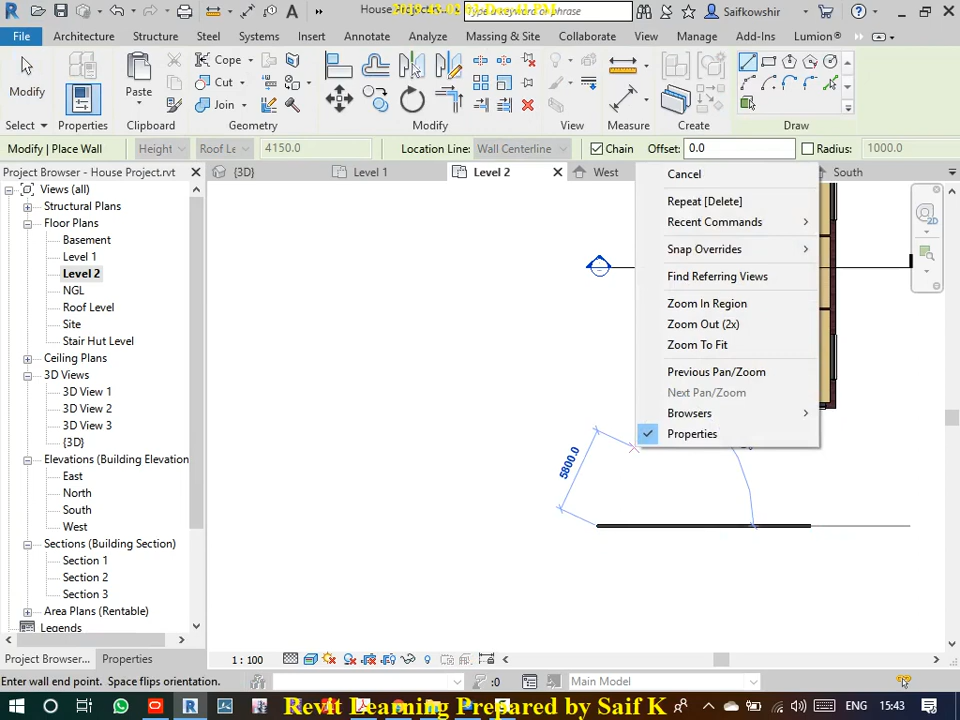 House Project.rvt
Type a keyword or phrase
Saifkowshir
File Architecture Structure Steel Systems Insert Annotate Analyze Massing & Site Collaborate View Manage Add-Ins Lumion®
Modify
Paste
Cope
Cut
Join
Select Properties Clipboard Geometry Modify View Measure Create Draw
Modify | Place Wall Height Roof Le 4150.0 Location Line: Wall Centerline Chain Offset: 0.0 Radius: 1000.0
Project Browser - House Project.rvt
{3D} Level 1 Level 2 West South
Views (all)
Structural Plans
Floor Plans
Basement
Level 1
Level 2
NGL
Roof Level
Site
Stair Hut Level
Ceiling Plans
3D Views
3D View 1
3D View 2
3D View 3
{3D}
Elevations (Building Elevation
East
North
South
West
Sections (Building Section)
Section 1
Section 2
Section 3
Area Plans (Rentable)
Legends
Project Browser... Properties
Cancel
Repeat [Delete]
Recent Commands
Snap Overrides
Find Referring Views
Zoom In Region
Zoom Out (2x)
Zoom To Fit
Previous Pan/Zoom
Next Pan/Zoom
Browsers
Properties
5800.0
2D
1 : 100
Enter wall end point. Space flips orientation.
:0
Main Model
Revit Learning Prepared by Saif K
ENG 15:43